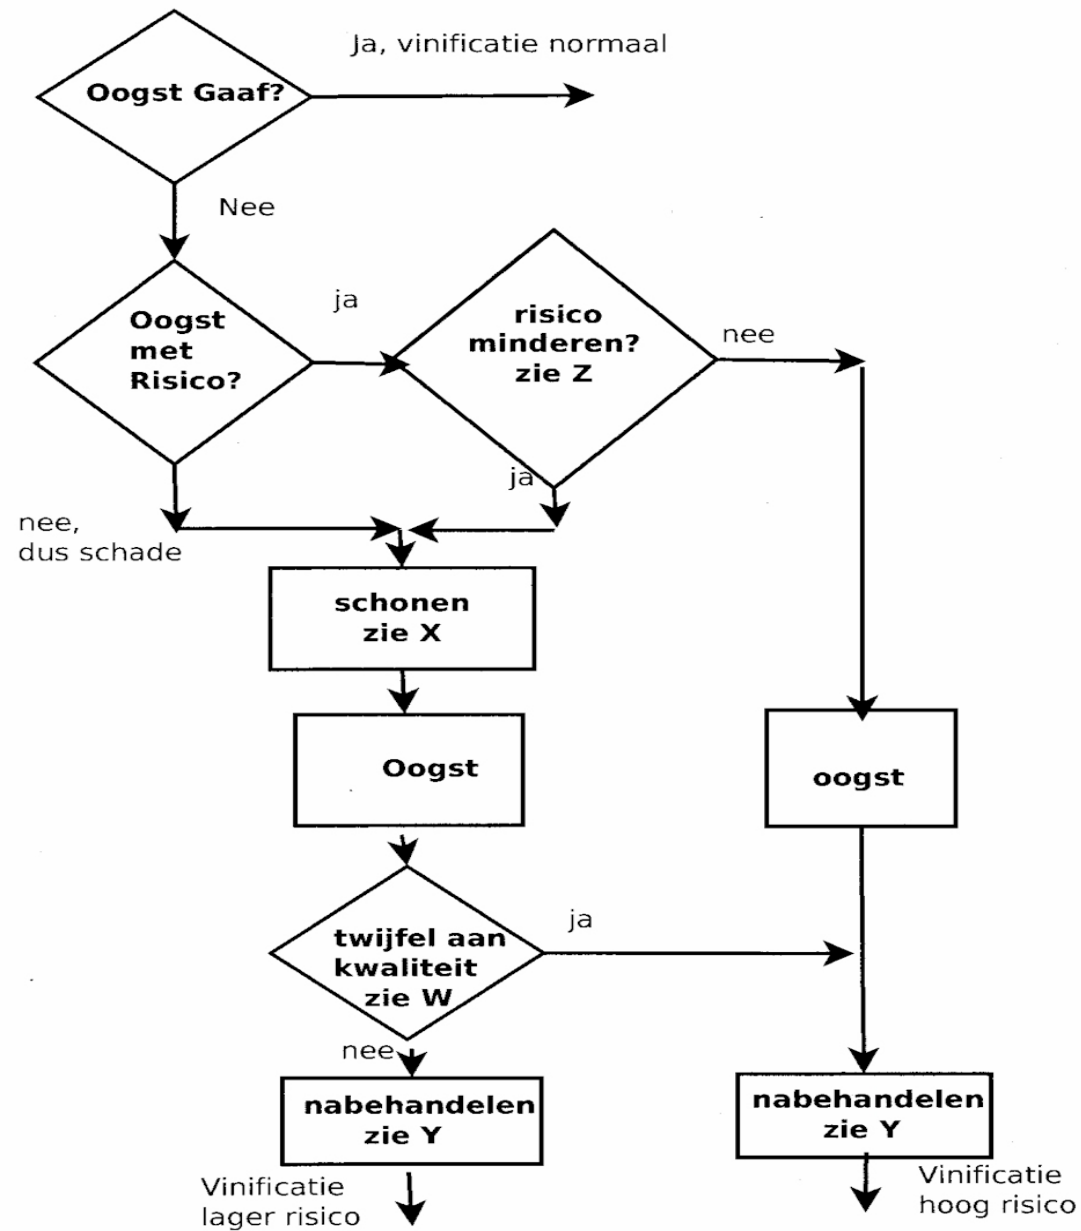 Ja, vinificatie normaal
Oogst Gaaf?
Nee
ja
Oogst
met
Risico?
risico
minderen?
zie Z
nee
ja
nee,
dus schade
schonen
zie X
Oogst
oogst
ja
twijfel aan
kwaliteit
zie W
nee
nabehandelen
zie Y
nabehandelen
zie Y
Vinificatie
lager risico
Vinificatie
hoog risico